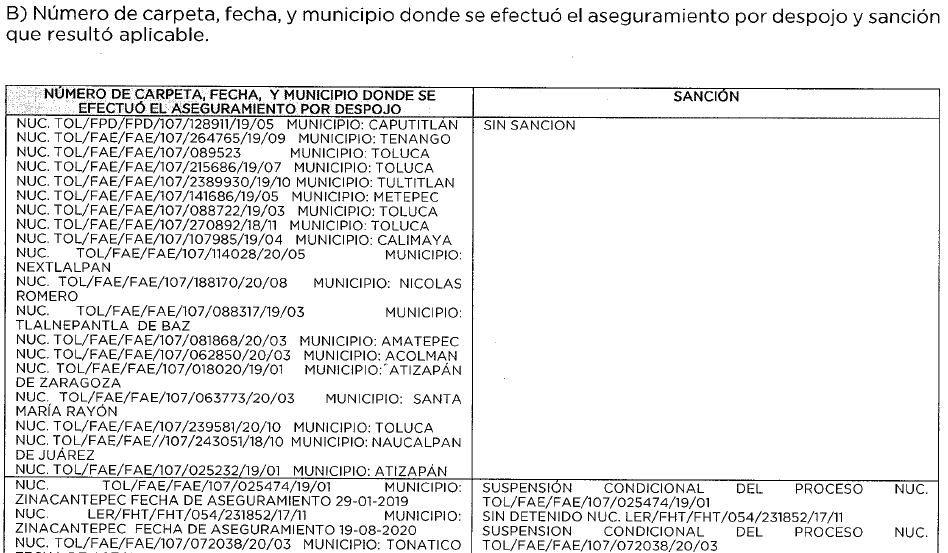 B) Número de carpeta, fecha, y municipio donde se efectuó el aseguramiento por despojo y sanción
que resultó aplicable.
NÚMERO DE CARPETA, FECHA, Y MUNICIPIO DONDE SE
EFECTUÓ EL ASEGURAMIENTO POR DESPOJO
SANCIÓN
NUC. TOL/FPD/FPD/107/128911/19/05 MUNICIPIO: CAPUTITLÁN
NUC. TOL/FAE/FAE/107/264765/19/09 MUNICIPIO: TENANGO
NUC. TOL/FAE/FAE/107/089523 MUNICIPIO: TOLUCA
NUC. TOL/FAE/FAE/107/215686/19/07 MUNICIPIO: TOLUCA
NUC. TOL/FAE/FAE/107/2389930/19/10 MUNICIPIO: TULTITLAN
NUC. TOL/FAE/FAE/107/141686/19/05 MUNICIPIO: METEPEC
NUC. TOL/FAE/FAE/107/088722/19/03 MUNICIPIO: TOLUCA
NUC. TOL/FAE/FAE/107/270892/18/11 MUNICIPIO: TOLUCA
NUC. TOL/FAE/FAE/107/107985/19/04 MUNICIPIO: CALIMAYA
NUC. TOL/FAE/FAE/107/114028/20/05 MUNICIPIO:
NEXTLALPAN
NUC. TOL/FAE/FAE/107/188170/20/08 MUNICIPIO: NICOLAS
ROMERO
NUC. TOL/FAE/FAE/107/088317/19/03 MUNICIPIO:
TLALNEPANTLA DE BAZ
NUC. TOL/FAE/FAE/107/081868/20/03 MUNICIPIO: AMATEPEC
NUC. TOL/FAE/FAE/107/062850/20/03 MUNICIPIO: ACOLMAN
NUC. TOL/FAE/FAE/107/018020/19/01 MUNICIPIO: ATIZAPÁN
DE ZARAGOZA
NUC. TOL/FAE/FAE/107/063773/20/03 MUNICIPIO: SANTA
MARÍA RAYÓN
NUC. TOL/FAE/FAE/107/239581/20/10 MUNICIPIO: TOLUCA
NUC. TOL/FAE/FAE//107/243051/18/10 MUNICIPIO: NAUCALPAN
DE JUÁREZ
NUC. TOL/FAE/FAE/107/025232/19/01 MUNICIPIO: ATIZAPÁN
SIN SANCION
NUC. TOL/FAE/FAE/107/025474/19/01 MUNICIPIO:
ZINACANTEPEC FECHA DE ASEGURAMIENTO 29-01-2019
NUC. LER/FHT/FHT/054/231852/17/11 MUNICIPIO:
ZINACANTEPEC FECHA DE ASEGURAMIENTO 19-08-2020
NUC. TOL/FAE/FAE/107/072038/20/03 MUNICIPIO: TONATICO
SUSPENSIÓN CONDICIONAL DEL PROCESO NUC.
TOL/FAE/FAE/107/025474/19/01
SIN DETENIDO NUC. LER/FHT/FHT/054/231852/17/11
SUSPENSION CONDICIONAL DEL PROCESO NUC.
TOL/FAE/FAE/107/072038/20/03